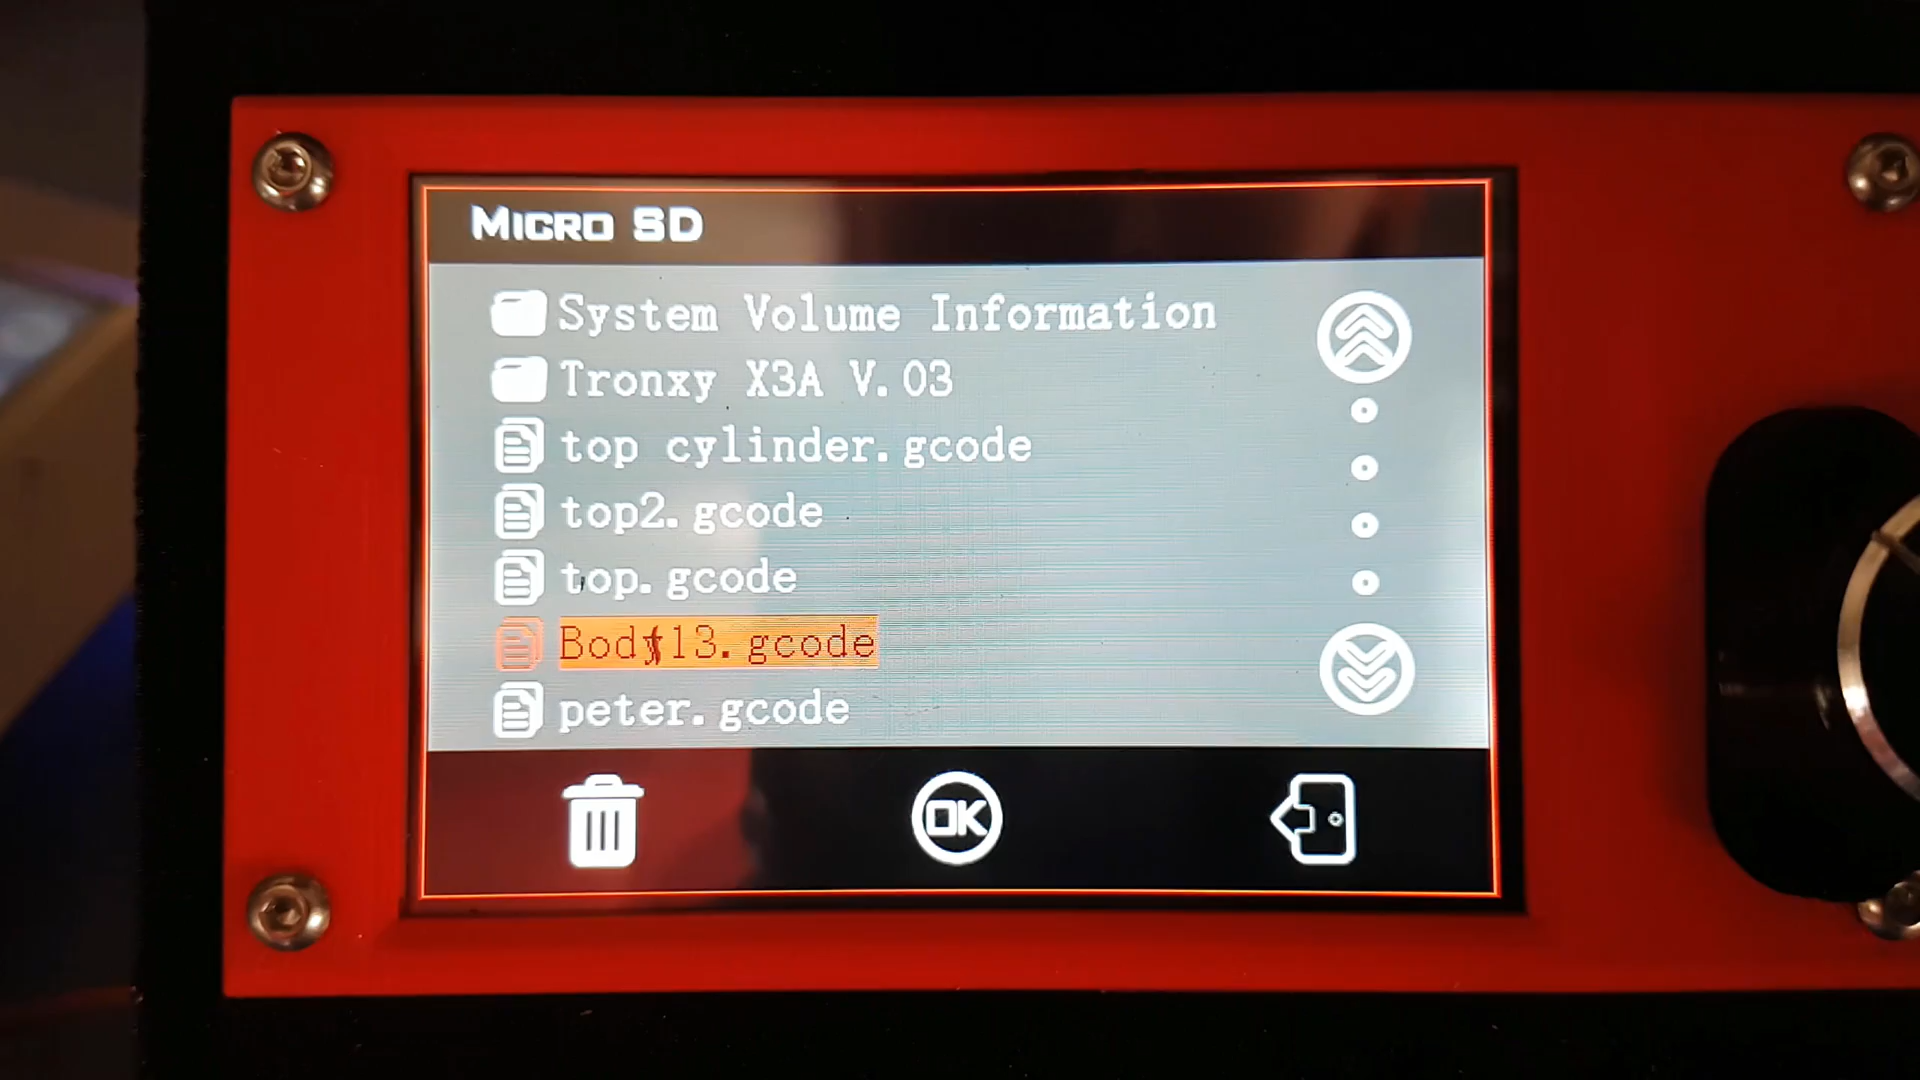 MICRO SD
System Volume Information
Tronxy X3A V.03
top cylinder.gcode
top2.gcode
top.gcode
Body13.gcode
peter.gcode
OK